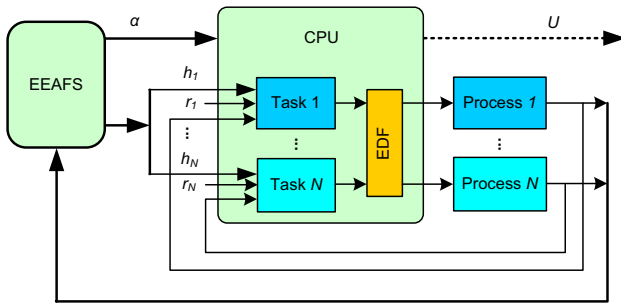 α
U
CPU
EEAFS
h1
r1
Task 1
EDF
Process 1
...
...
...
hN
rN
Task N
Process N